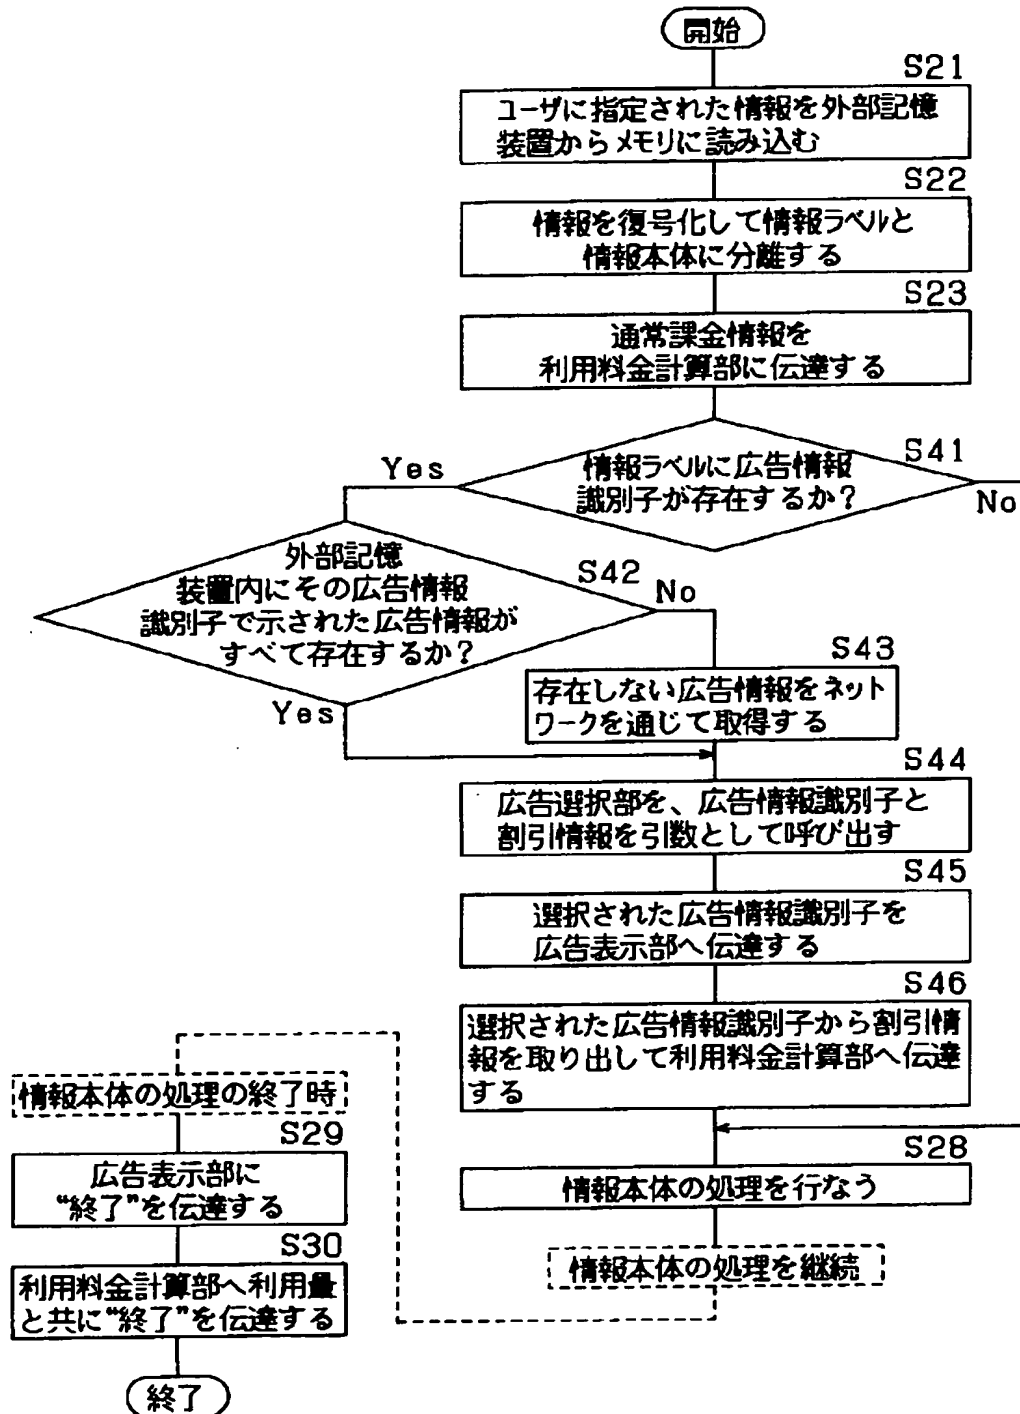 開始
S21
ユーザに指定された情報を外部記憶
装置からメモリに読み込む
S22
情報を復号化して情報ラベルと
情報本体に分離する
S23
通常課金情報を
利用料金計算部に伝達する
S41
情報ラベルに広告情報
識別子が存在するか?
Yes
No
外部記憶
装置内にその広告情報
識別子で示された広告情報が
すべて存在するか?
S42
No
Yes
S43
存在しない広告情報をネット
ワークを通じて取得する
S44
広告選択部を、広告情報識別子と
割引情報を引数として呼び出す
S45
選択された広告情報識別子を
広告表示部へ伝達する
S46
選択された広告情報識別子から割引情
報を取り出して利用料金計算部へ伝達
する
S28
情報本体の処理を行なう
情報本体の処理を継続
情報本体の処理の終了時
S29
広告表示部に
“終了”を伝達する
S30
利用料金計算部へ利用量
と共に“終了”を伝達する
終了